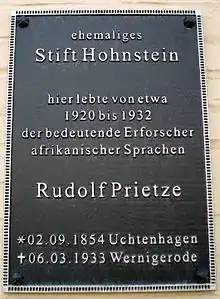 ehemaliges
Stift Hohnstein
hier lebte von etwa
1920 bis 1932
der bedeutende Erforscher
afrikanischer Sprachen
Rudolf Prietze
*02.09.1854 Uchtenhagen
✝06.03.1933 Wernigerode